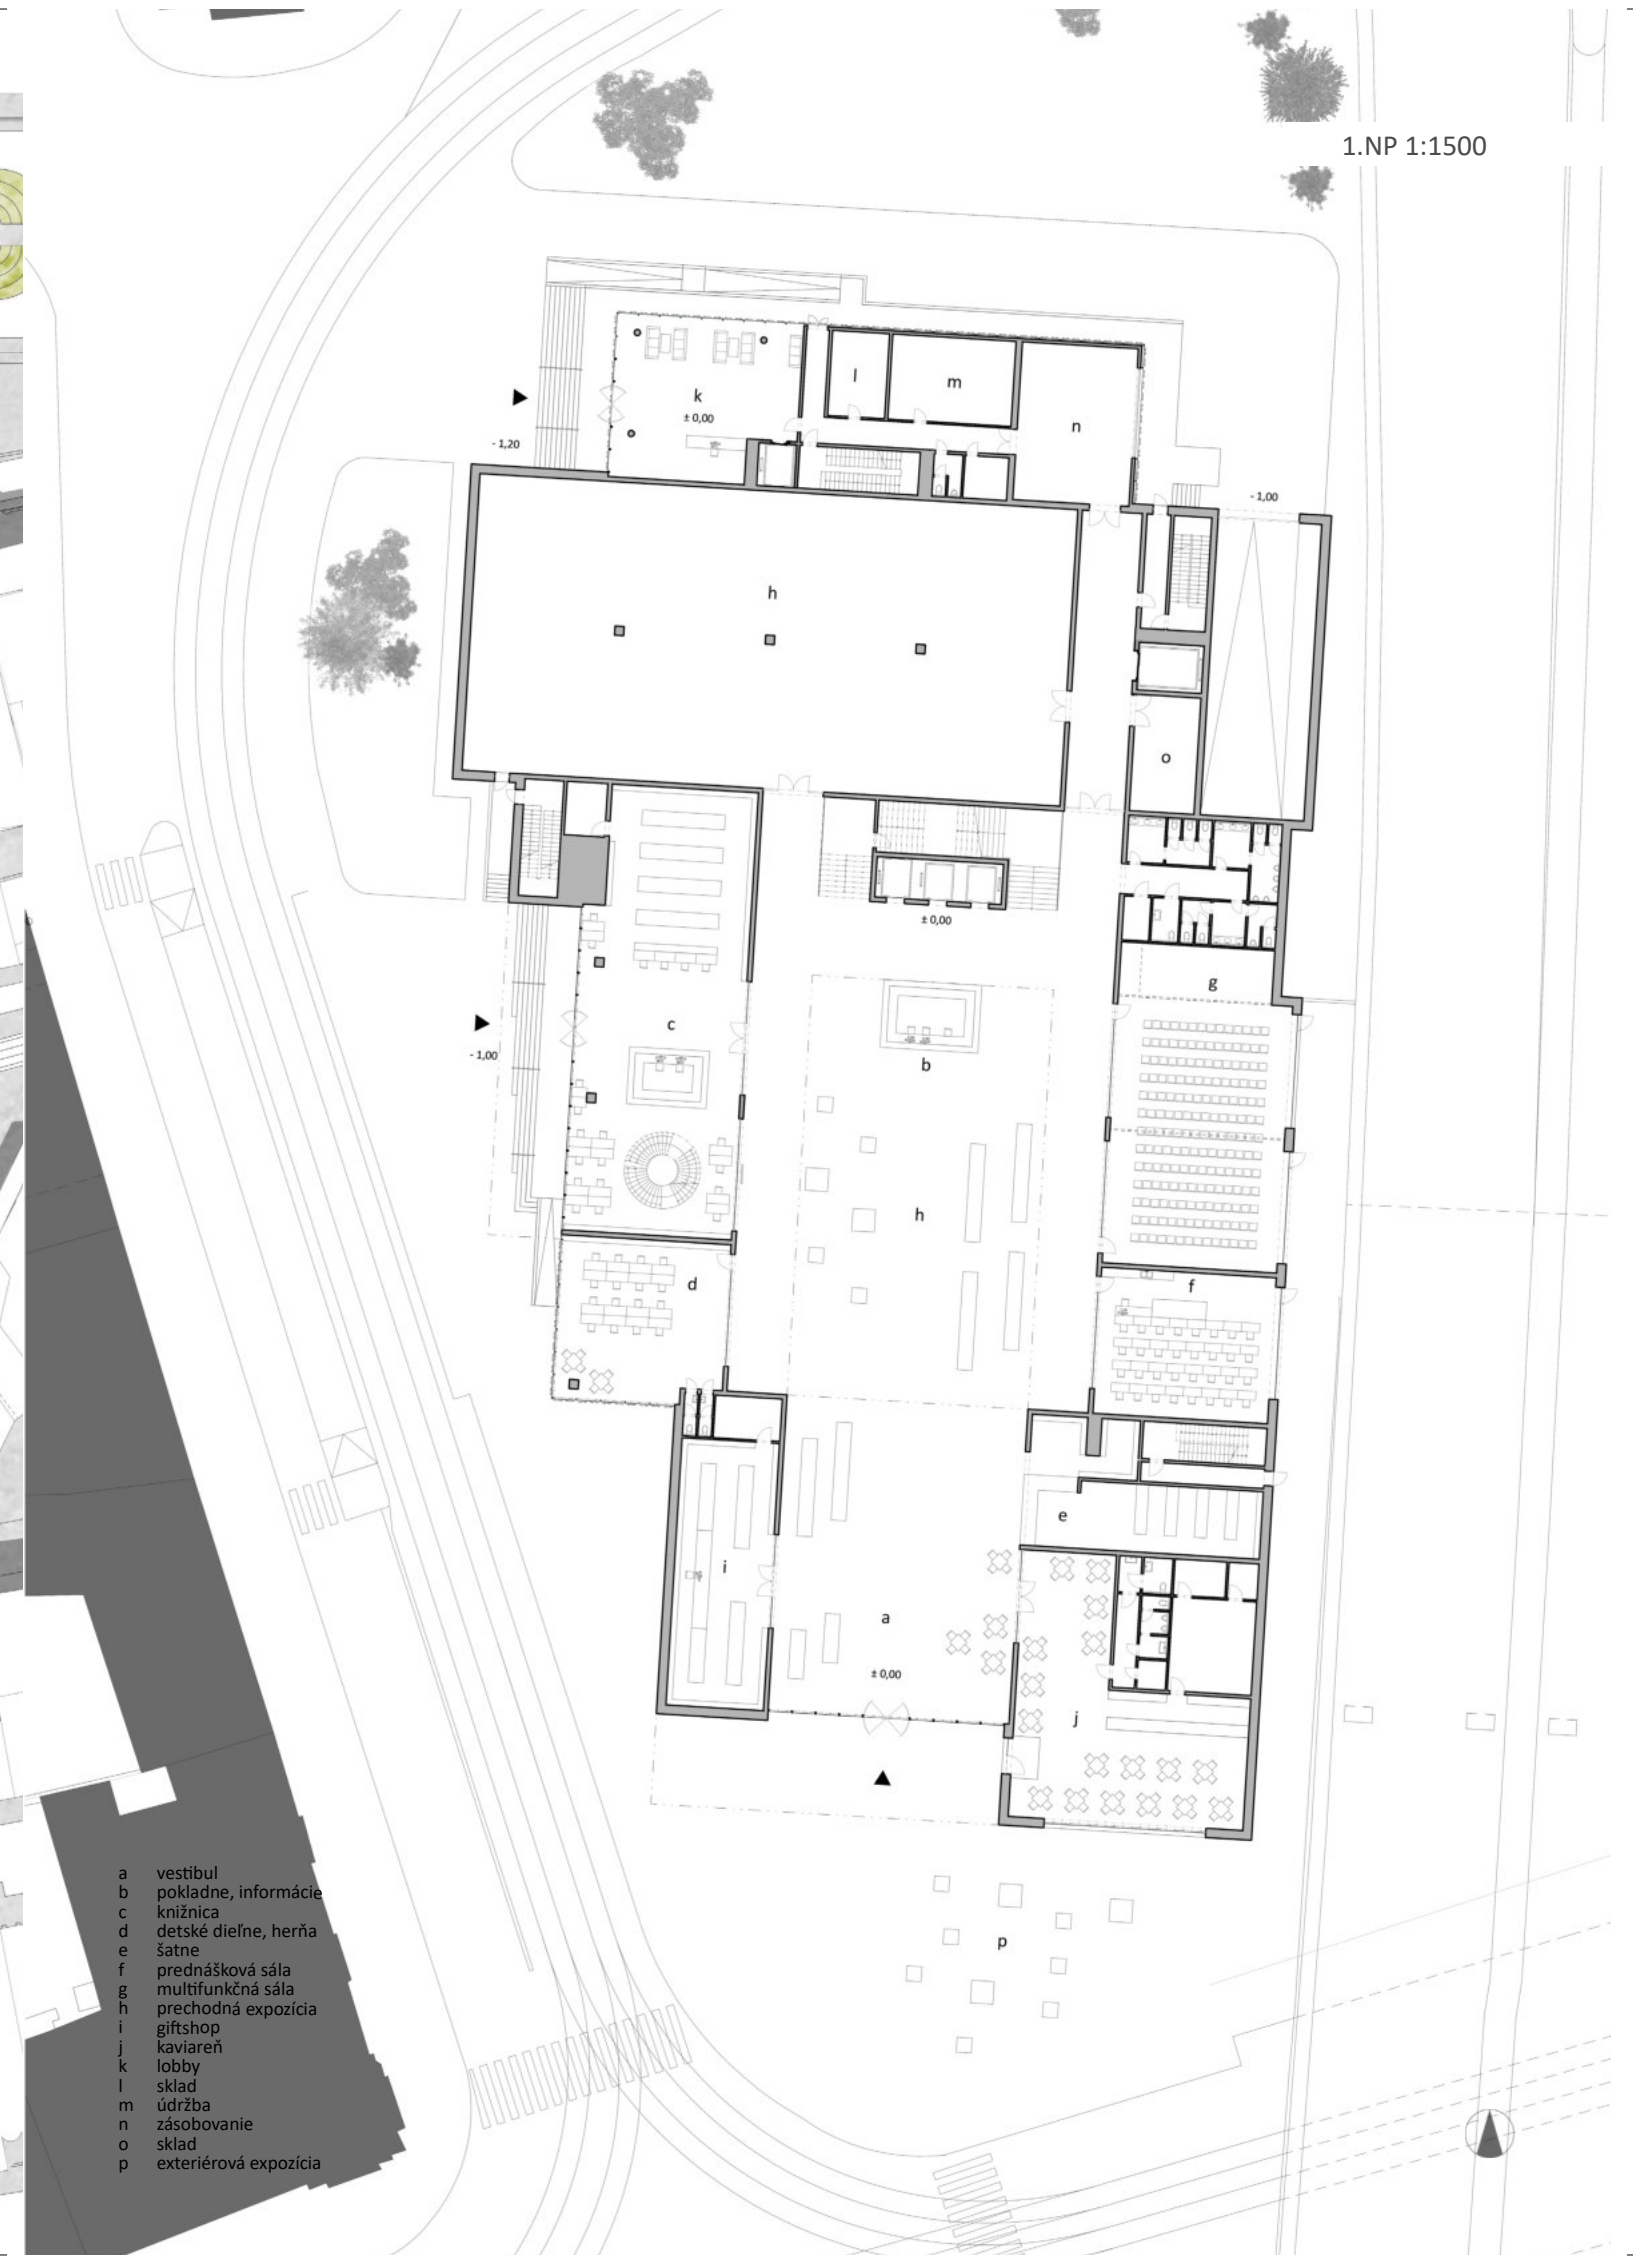 1.NP 1:1500
l
m
k
± 0,00
n
- 1,20
- 1,00
h
o
± 0,00
g
c
- 1,00
b
h
d
f
e
i
a
± 0,00
j
p
a vestibul
b pokladne, informácie
c knižnica
d detské dieľne, herňa
e šatne
f prednášková sála
g multifunkčná sála
h prechodná expozícia
i giftshop
j kaviareň
k lobby
l sklad
m údržba
n zásobovanie
o sklad
p exteriérová expozícia